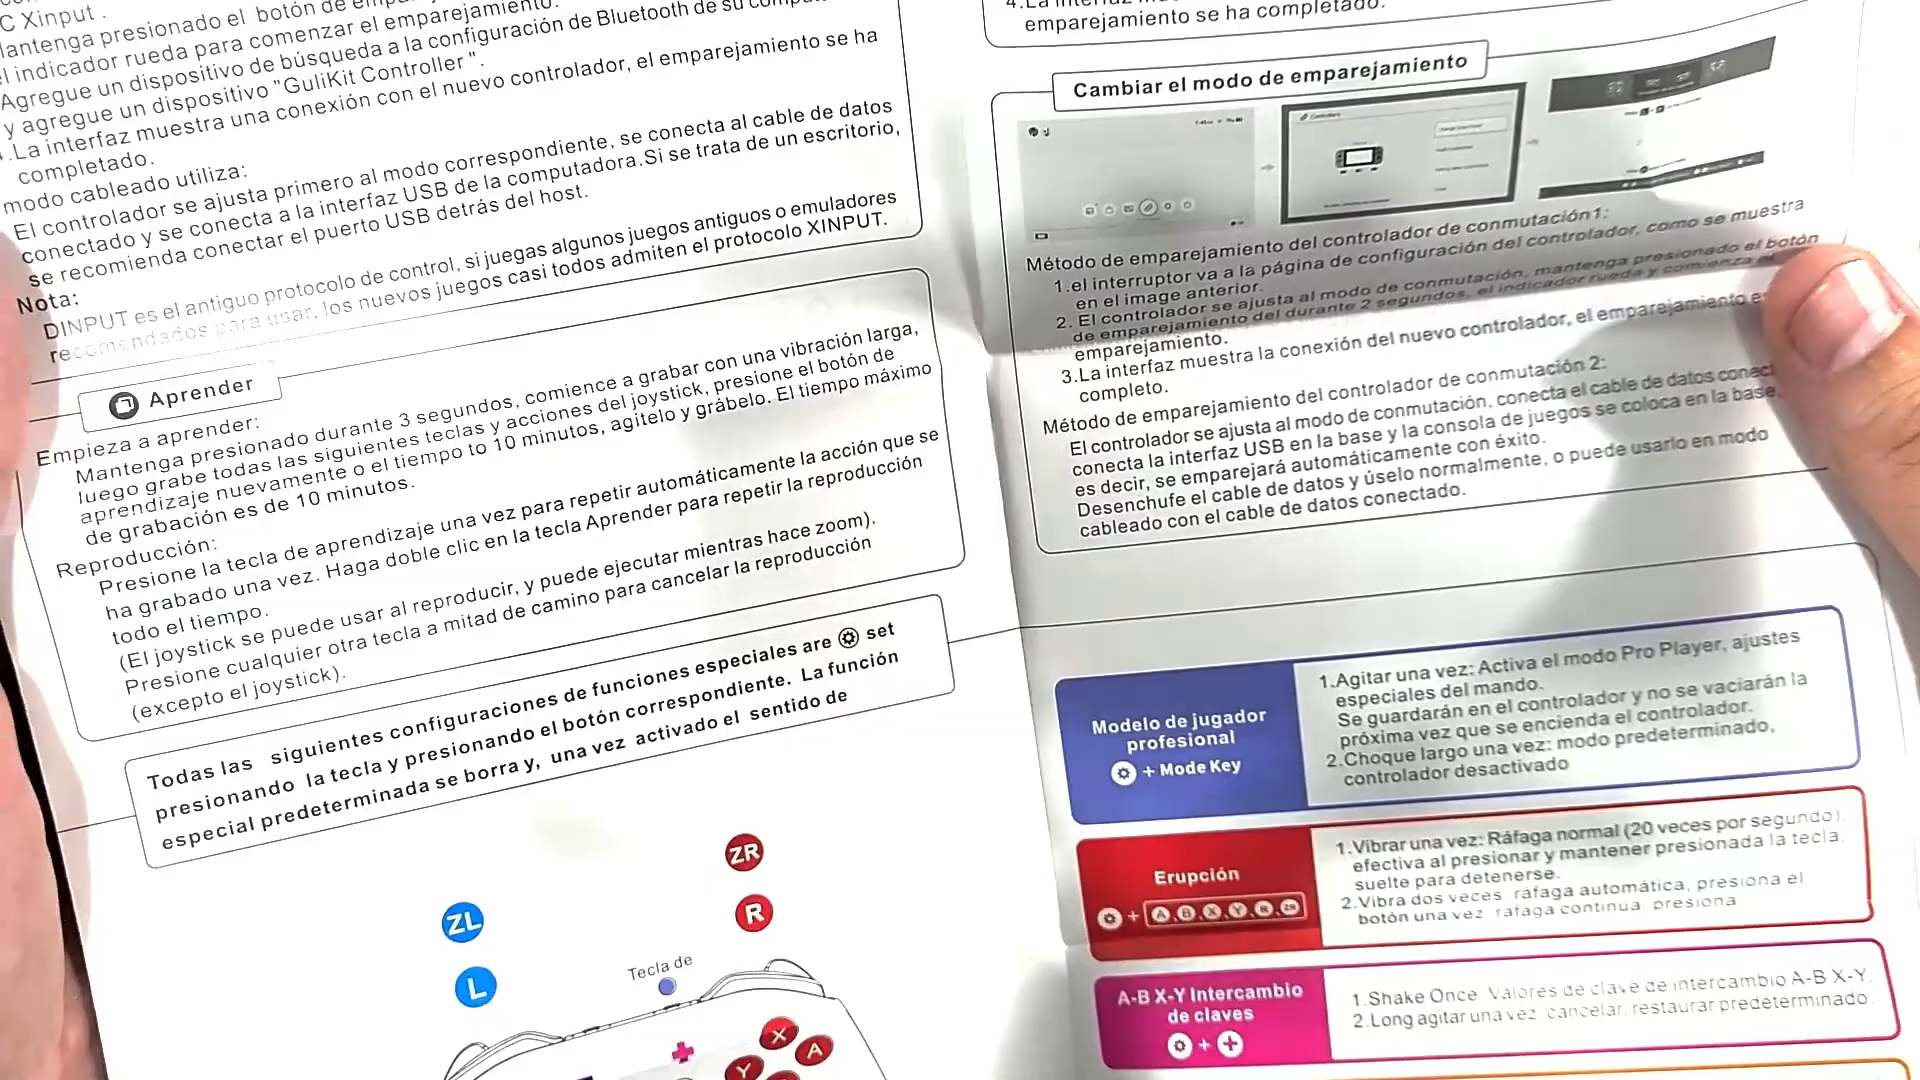 C Xinput .
antenga presionado el botón de
el indicador rueda para comenzar el emparejamiento.
Agregue un dispositivo de búsqueda a la configuración de Bluetooth de su
y agregue un dispositivo "GuliKit Controller ".
.La interfaz muestra una conexión con el nuevo controlador, el emparejamiento se ha
completado.
modo cableado utiliza:
El controlador se ajusta primero al modo correspondiente, se conecta al cable de datos
conectado y se conecta a la interfaz USB de la computadora.Si se trata de un escritorio,
se recomienda conectar el puerto USB detrás del host.
Nota:
DINPUT es el antiguo protocolo de control, si juegas algunos juegos antiguos o emuladores
recomendados para usar, los nuevos juegos casi todos admiten el protocolo XINPUT.
Aprender
Empieza a aprender:
Mantenga presionado durante 3 segundos, comience a grabar con una vibración larga,
luego grabe todas las siguientes teclas y acciones del joystick, presione el botón de
aprendizaje nuevamente o el tiempo to 10 minutos, agítelo y grábelo. El tiempo máximo
de grabación es de 10 minutos.
Reproducción:
Presione la tecla de aprendizaje una vez para repetir automáticamente la acción que se
ha grabado una vez. Haga doble clic en la tecla Aprender para repetir la reproducción
todo el tiempo.
(El joystick se puede usar al reproducir, y puede ejecutar mientras hace zoom).
Presione cualquier otra tecla a mitad de camino para cancelar la reproducción
(excepto el joystick).
Todas las siguientes configuraciones de funciones especiales are set
presionando la tecla y presionando el botón correspondiente. La función
especial predeterminada se borra y, una vez activado el sentido de
ZR
ZL
R
L
Tecla de
X
A
Y
4.La
emparejamiento se ha completado.
Cambiar el modo de emparejamiento
Controllers
Método de emparejamiento del controlador de conmutación1:
1.el interruptor va a la página de configuración del controlador, como se muestra
en el image anterior.
2. El controlador se ajusta al modo de conmutación, mantenga presionado el botón
de emparejamiento del durante 2 segundos, el indicador rueda y comienza
emparejamiento.
3.La interfaz muestra la conexión del nuevo controlador, el emparejamiento
completo.
Método de emparejamiento del controlador de conmutación 2:
El controlador se ajusta al modo de conmutación, conecta el cable de datos
conecta la interfaz USB en la base y la consola de juegos se coloca en la base,
es decir, se emparejará automáticamente con éxito.
Desenchufe el cable de datos y úselo normalmente, o puede usarlo en modo
cableado con el cable de datos conectado.
Modelo de jugador
profesional
+ Mode Key
1.Agitar una vez: Activa el modo Pro Player, ajustes
especiales del mando.
Se guardarán en el controlador y no se vaciarán la
próxima vez que se encienda el controlador.
2.Choque largo una vez: modo predeterminado,
controlador desactivado
Erupción
+ A, B, X, Y, R, ZR
1.Vibrar una vez: Ráfaga normal (20 veces por segundo),
efectiva al presionar y mantener presionada la tecla,
suelte para detenerse.
2.Vibra dos veces ráfaga automática, presiona el
botón una vez ráfaga continua presiona
A-B X-Y Intercambio
de claves
+ +
1.Shake Once Valores de clave de intercambio A-B X-Y.
2.Long agitar una vez cancelar, restaurar predeterminado.